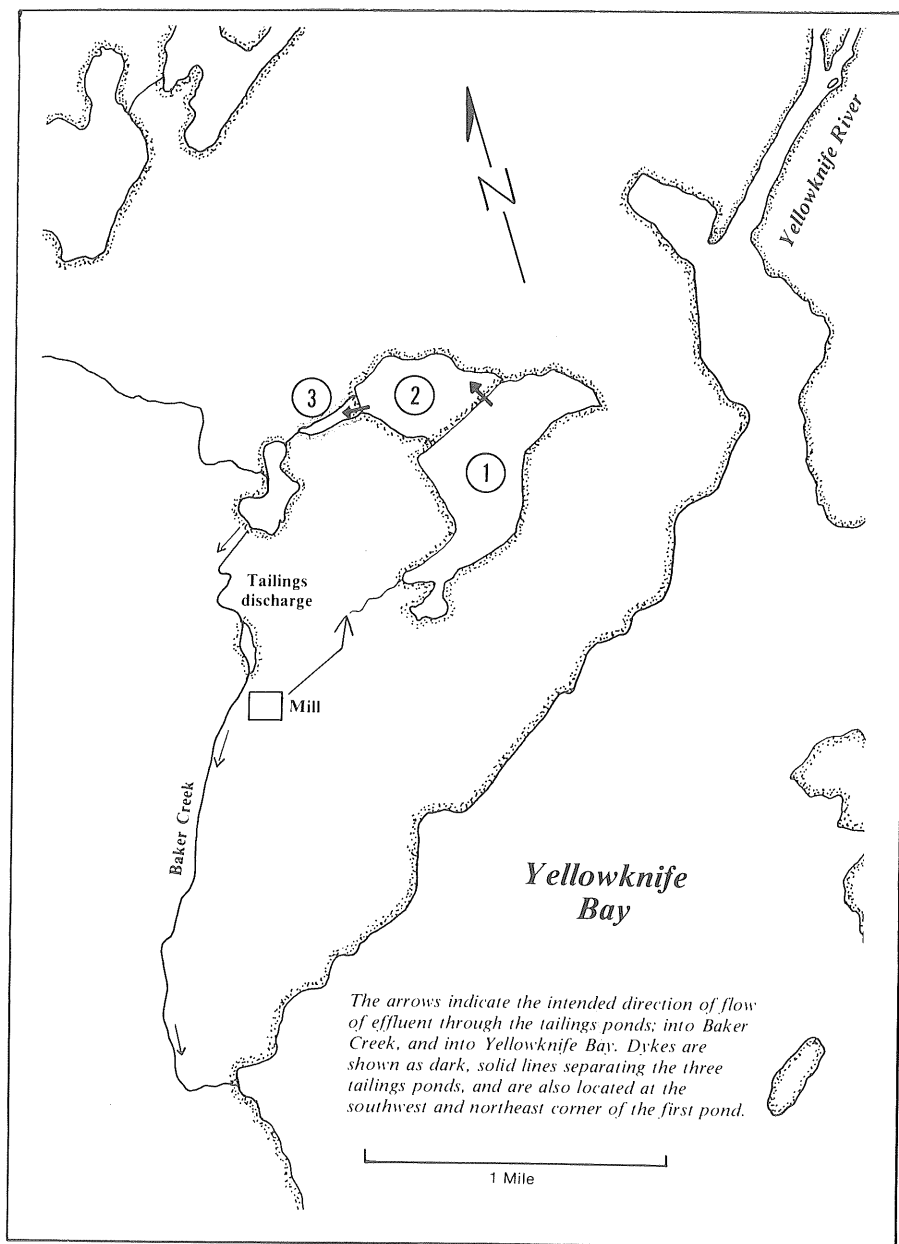 N
Yellowknife River
3
2
1
Tailings
discharge
Mill
Baker Creek
Yellowknife
Bay
The arrows indicate the intended direction of flow
of effluent through the tailings ponds; into Baker
Creek, and into Yellowknife Bay. Dykes are
shown as dark, solid lines separating the three
tailings ponds, and are also located at the
southwest and northeast corner of the first pond.
1 Mile